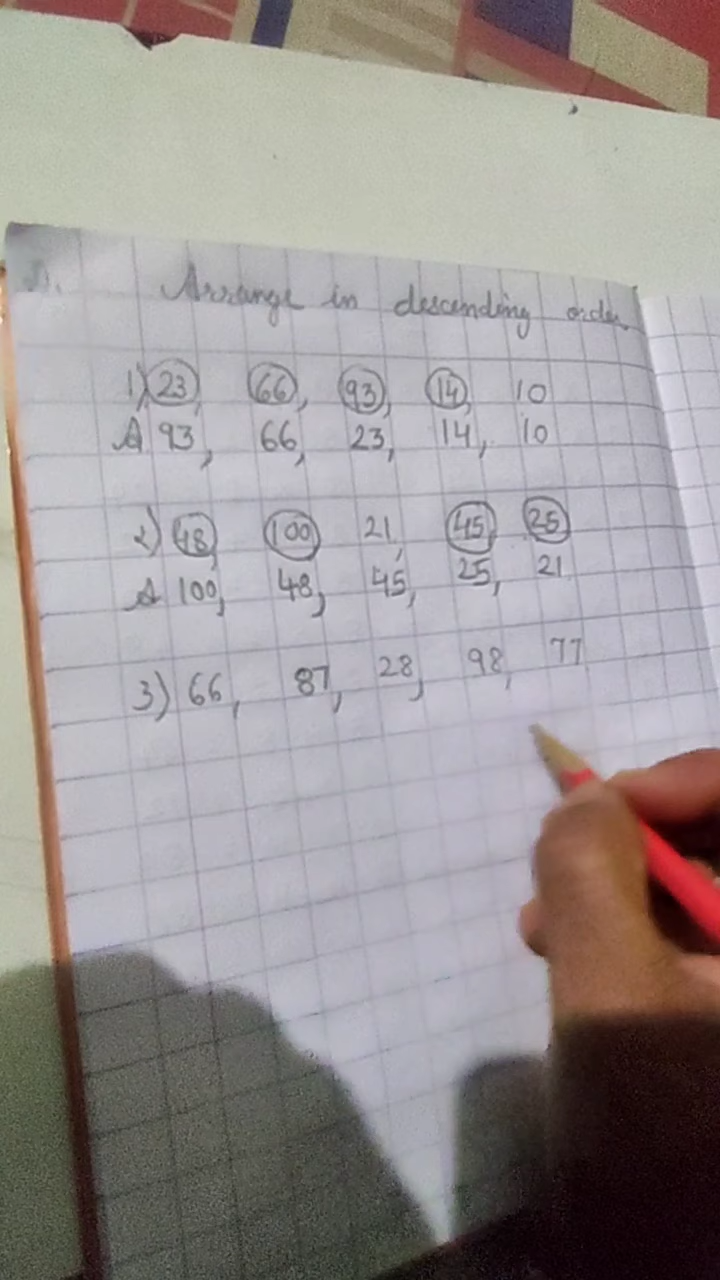 Arrange in descending order
1) 23, 66, 93, 14, 10
A 93, 66, 23, 14, 10
2) 48, 100, 21, 45, 25
A 100, 48, 45, 25, 21
3) 66, 87, 28, 98, 77